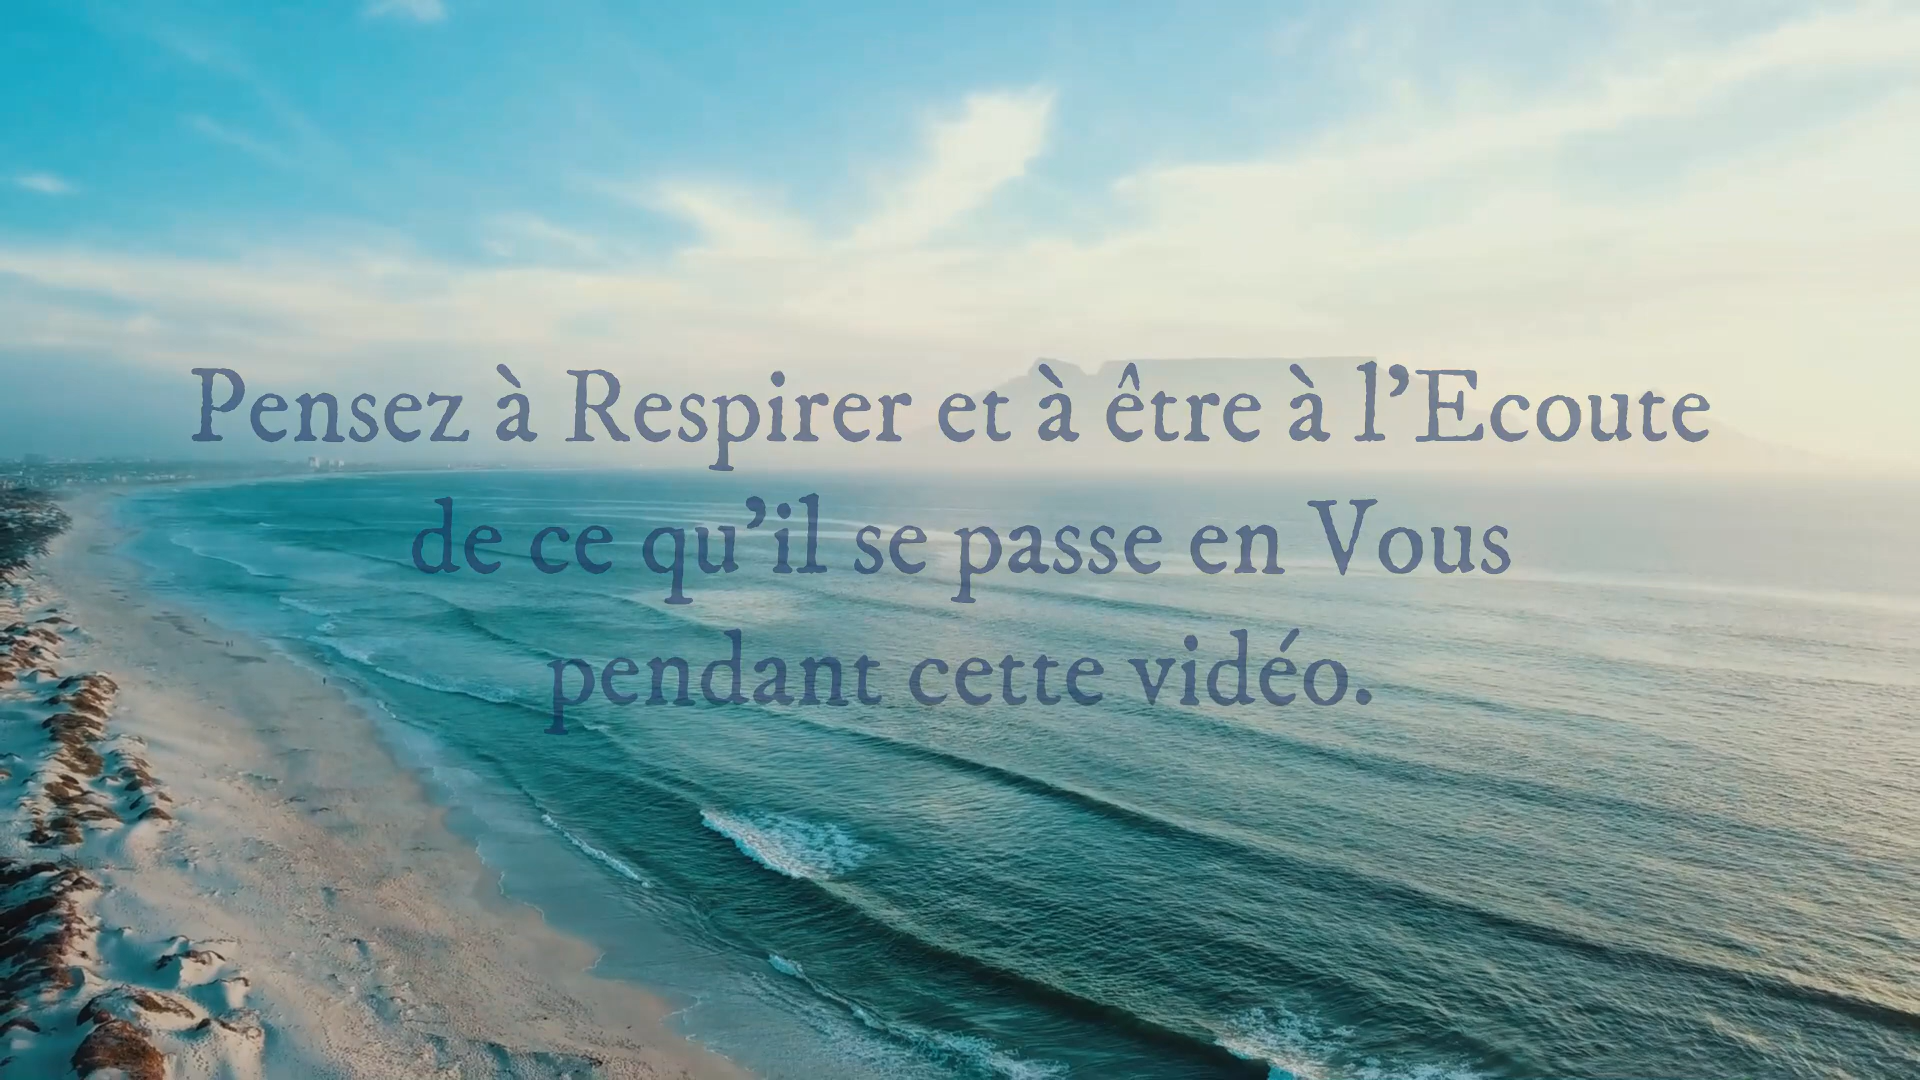 Pensez à Respirer et à être à l'Ecoute
de ce qu'il se passe en Vous
pendant cette vidéo.